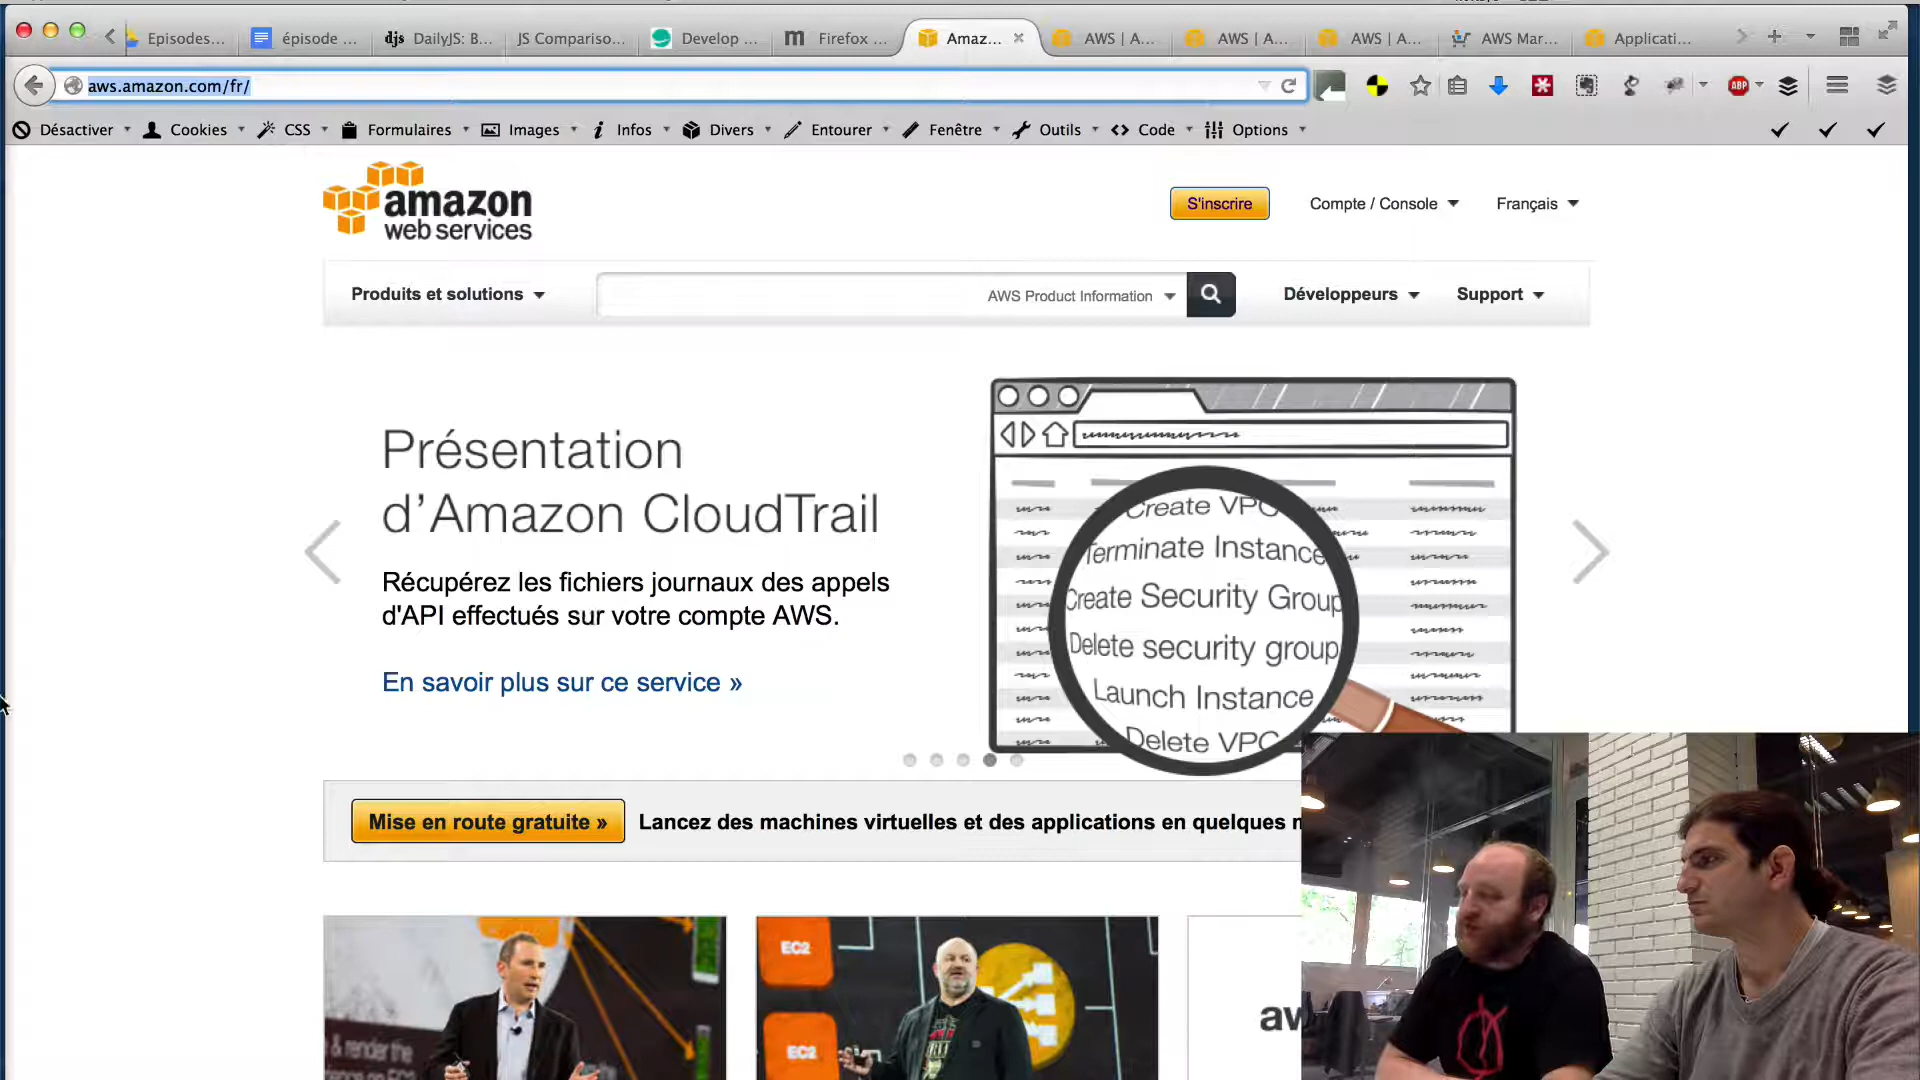 Episodes...
épisode ...
djs DailyJS: B...
JS Compariso...
Develop ...
m Firefox ...
Amaz...
AWS | A...
AWS | A...
AWS | A...
AWS Mar...
Applicati...
aws.amazon.com/fr/
ABP
Désactiver
Cookies
CSS
Formulaires
Images
Infos
Divers
Entourer
Fenêtre
Outils
Code
Options
amazon
web services
S'inscrire
Compte / Console
Français
Produits et solutions
AWS Product Information
Développeurs
Support
Présentation
d'Amazon CloudTrail
Récupérez les fichiers journaux des appels
d'API effectués sur votre compte AWS.
En savoir plus sur ce service »
Create VPC
Terminate Instance
Create Security Group
Delete security group
Launch Instance
Delete VPC
Mise en route gratuite »
Lancez des machines virtuelles et des applications en quelques
EC2
EC2
& render the
aw